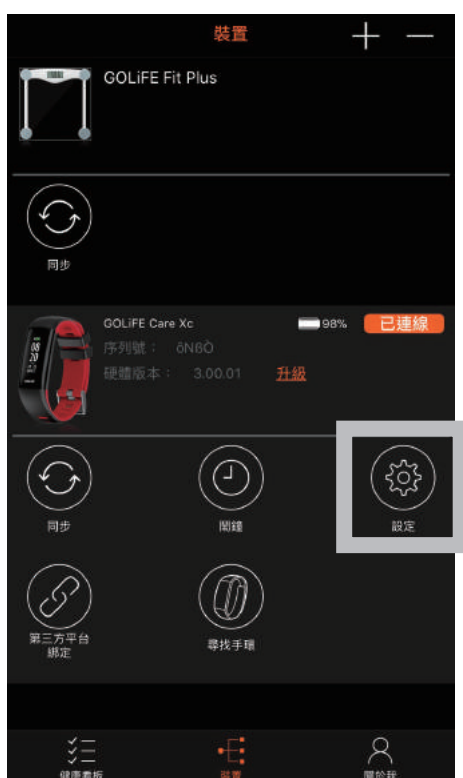 裝置
GOLiFE Fit Plus
同步
GOLiFE Care Xc
98%
已連線
序列號： ôN6Ò
硬體版本： 3.00.01 升級
同步
鬧鐘
設定
第三方平台
綁定
尋找手環
健康看板
裝置
關於我